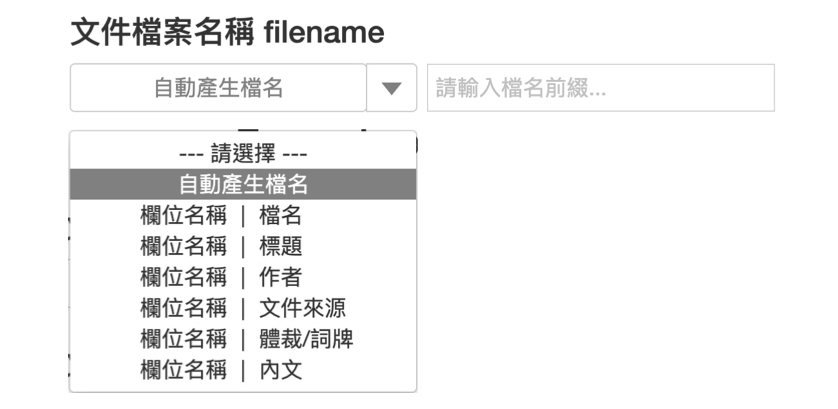 文件檔案名稱 filename
自動產生檔名
請輸入檔名前綴...
--- 請選擇 ---
自動產生檔名
欄位名稱 | 檔名
欄位名稱 | 標題
欄位名稱 | 作者
欄位名稱 | 文件來源
欄位名稱 | 體裁/詞牌
欄位名稱 | 內文